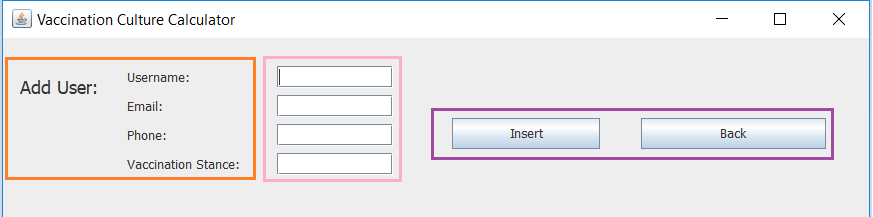 Vaccination Culture Calculator
Add User:
Username:
Email:
Phone:
Vaccination Stance:
Insert
Back